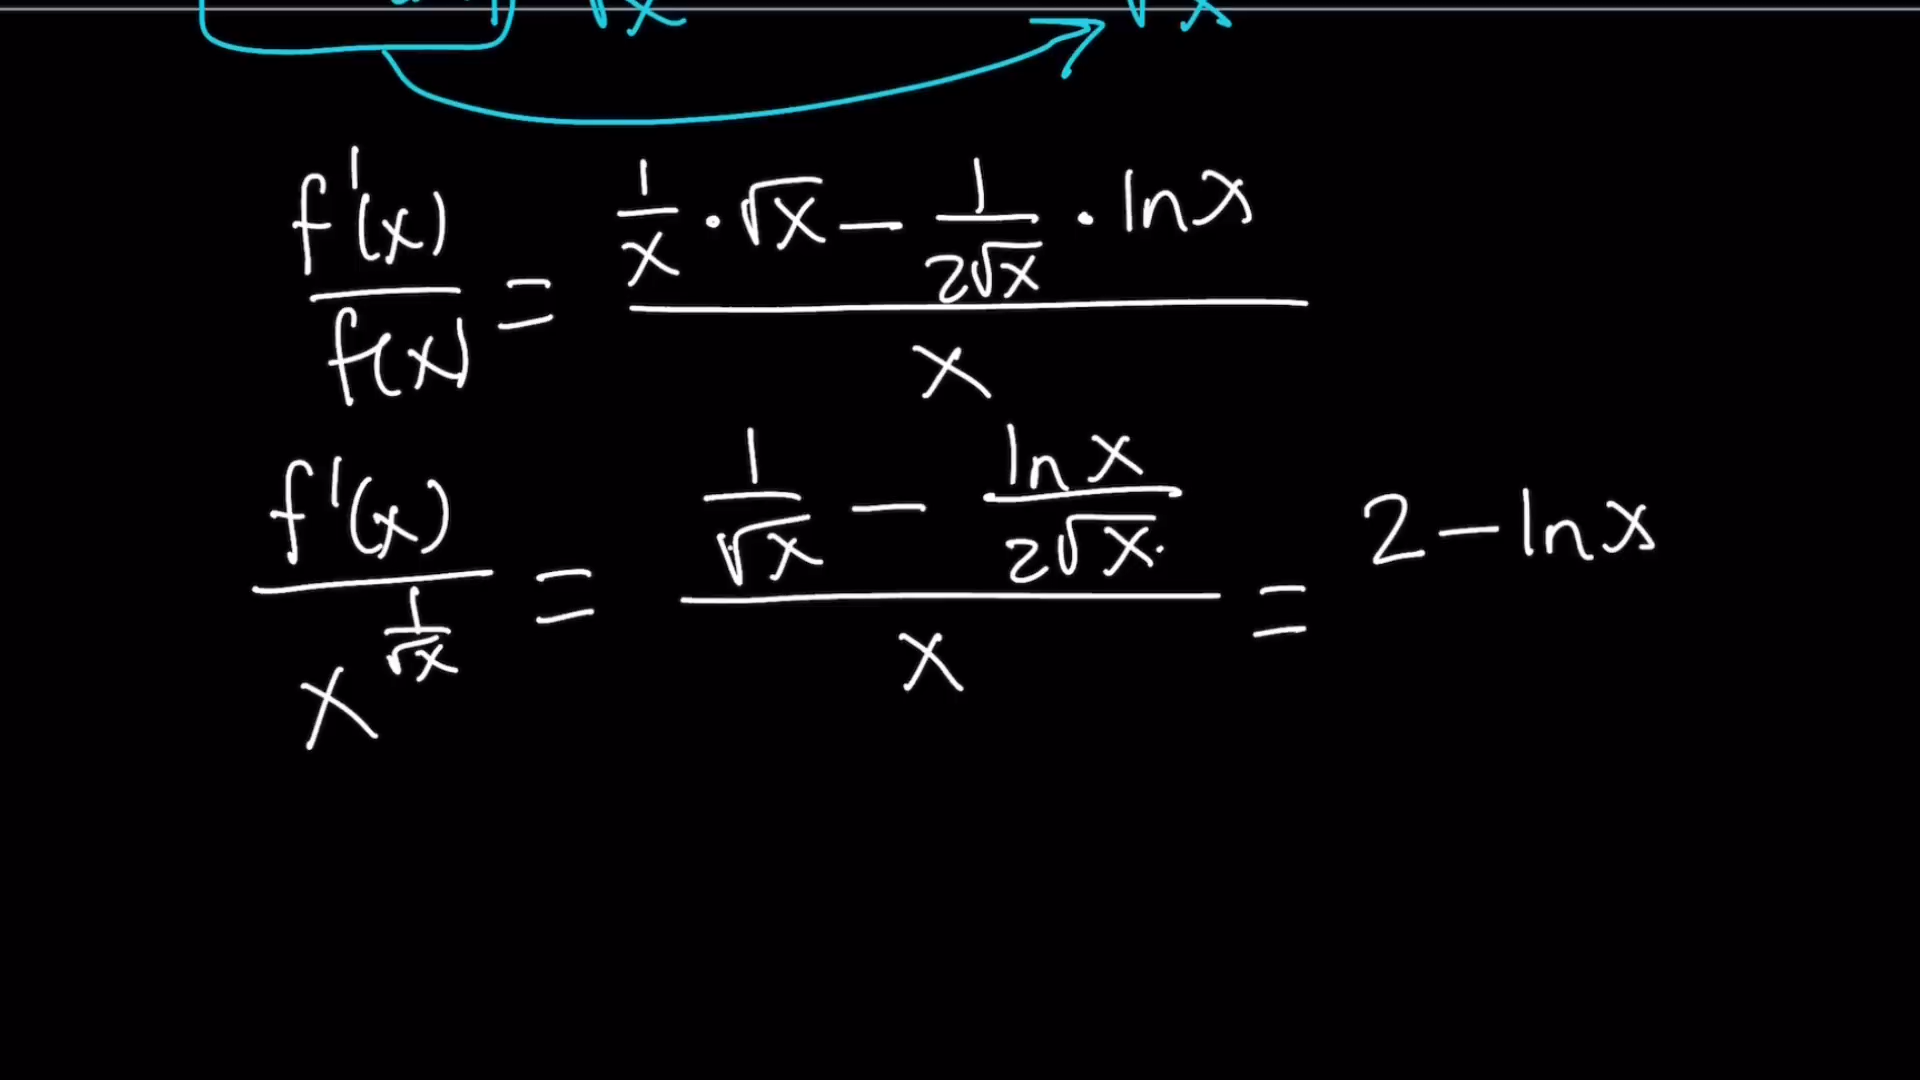 √x √x
f'(x)/f(x) = (1/x · √x − 1/(2√x) · ln x)/x
f'(x)/x^(1/√x) = (1/√x − ln x/(2√x))/x = 2 − ln x